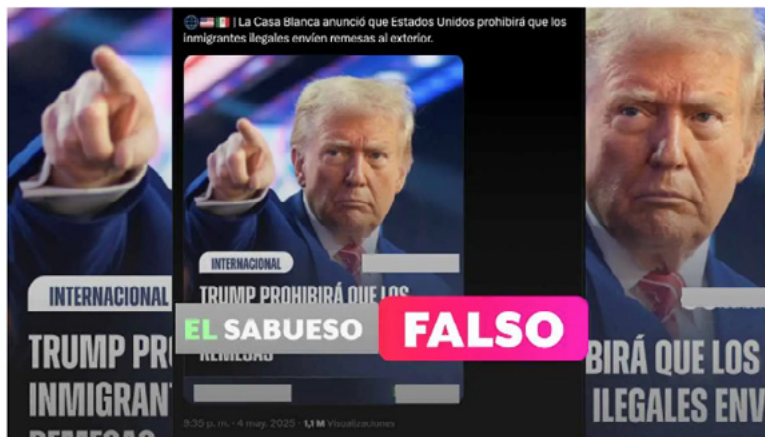 | La Casa Blanca anunció que Estados Unidos prohibirá que los
inmigrantes ilegales envíen remesas al exterior.
INTERNACIONAL
TRUMP PROHIBIRÁ QUE LOS
REMESAS
EL SABUESO
FALSO
9:35 p. m. · 4 may. 2025 · 1,1 M Visualizaciones
INTERNACIONAL
TRUMP PR
INMIGRAN
REMESAS
BIRÁ QUE LOS
ILEGALES ENV